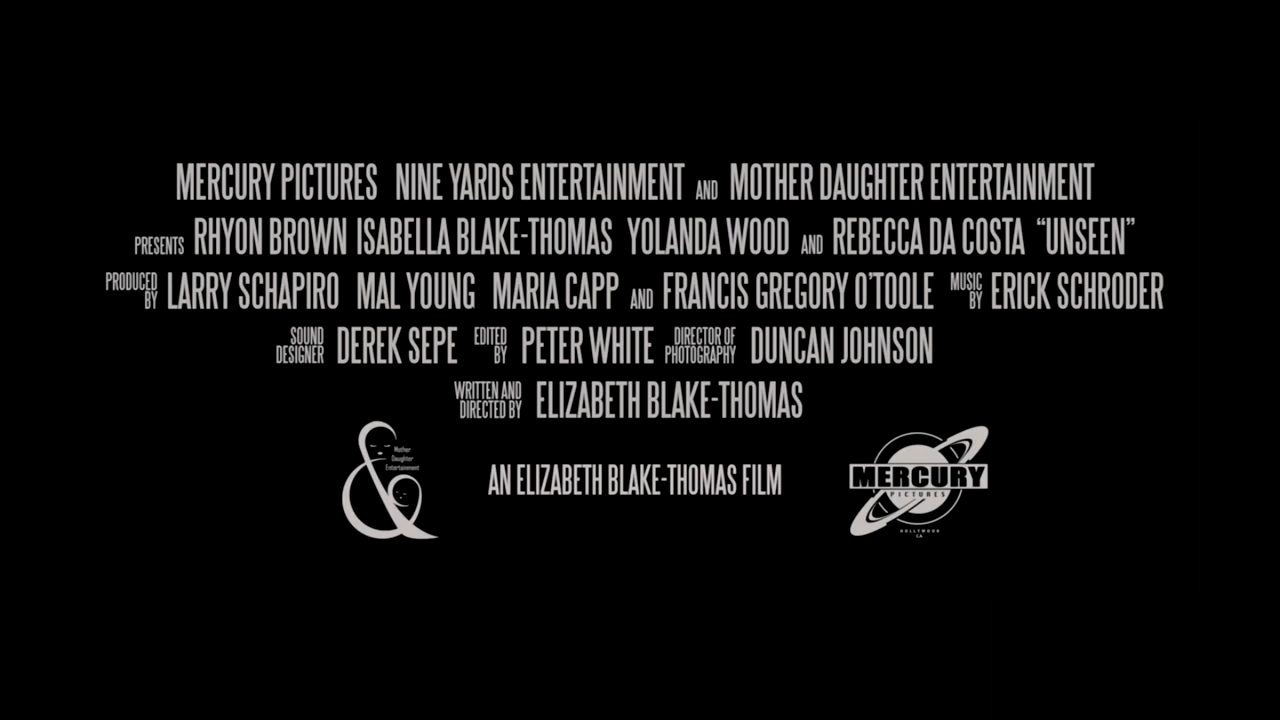 MERCURY PICTURES NINE YARDS ENTERTAINMENT AND MOTHER DAUGHTER ENTERTAINMENT
PRESENTS RHYON BROWN ISABELLA BLAKE-THOMAS YOLANDA WOOD AND REBECCA DA COSTA “UNSEEN”
PRODUCED BY LARRY SCHAPIRO MAL YOUNG MARIA CAPP AND FRANCIS GREGORY O'TOOLE MUSIC BY ERICK SCHRODER
SOUND DESIGNER DEREK SEPE EDITED BY PETER WHITE DIRECTOR OF PHOTOGRAPHY DUNCAN JOHNSON
WRITTEN AND DIRECTED BY ELIZABETH BLAKE-THOMAS
Mother
Daughter
Entertainment
AN ELIZABETH BLAKE-THOMAS FILM
MERCURY
PICTURES
HOLLYWOOD
CA